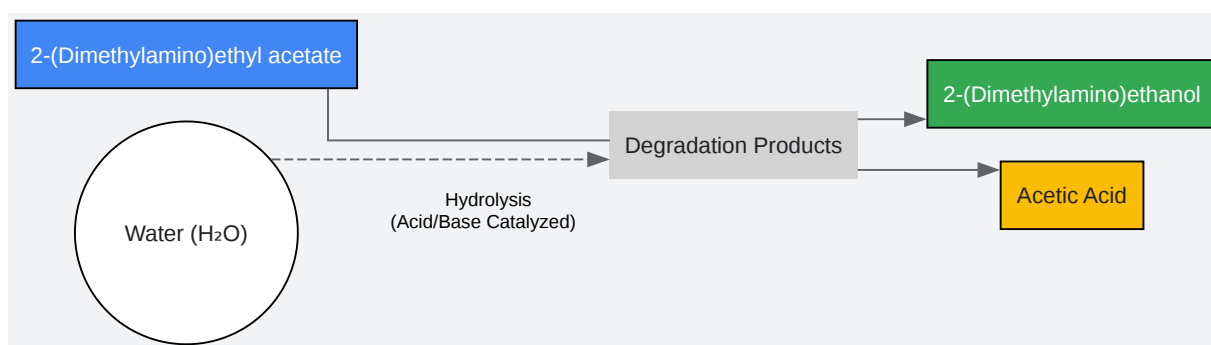 2-(Dimethylamino)ethyl acetate
2-(Dimethylamino)ethanol
Degradation Products
Acetic Acid
Hydrolysis
(Acid/Base Catalyzed)
Water (H₂O)